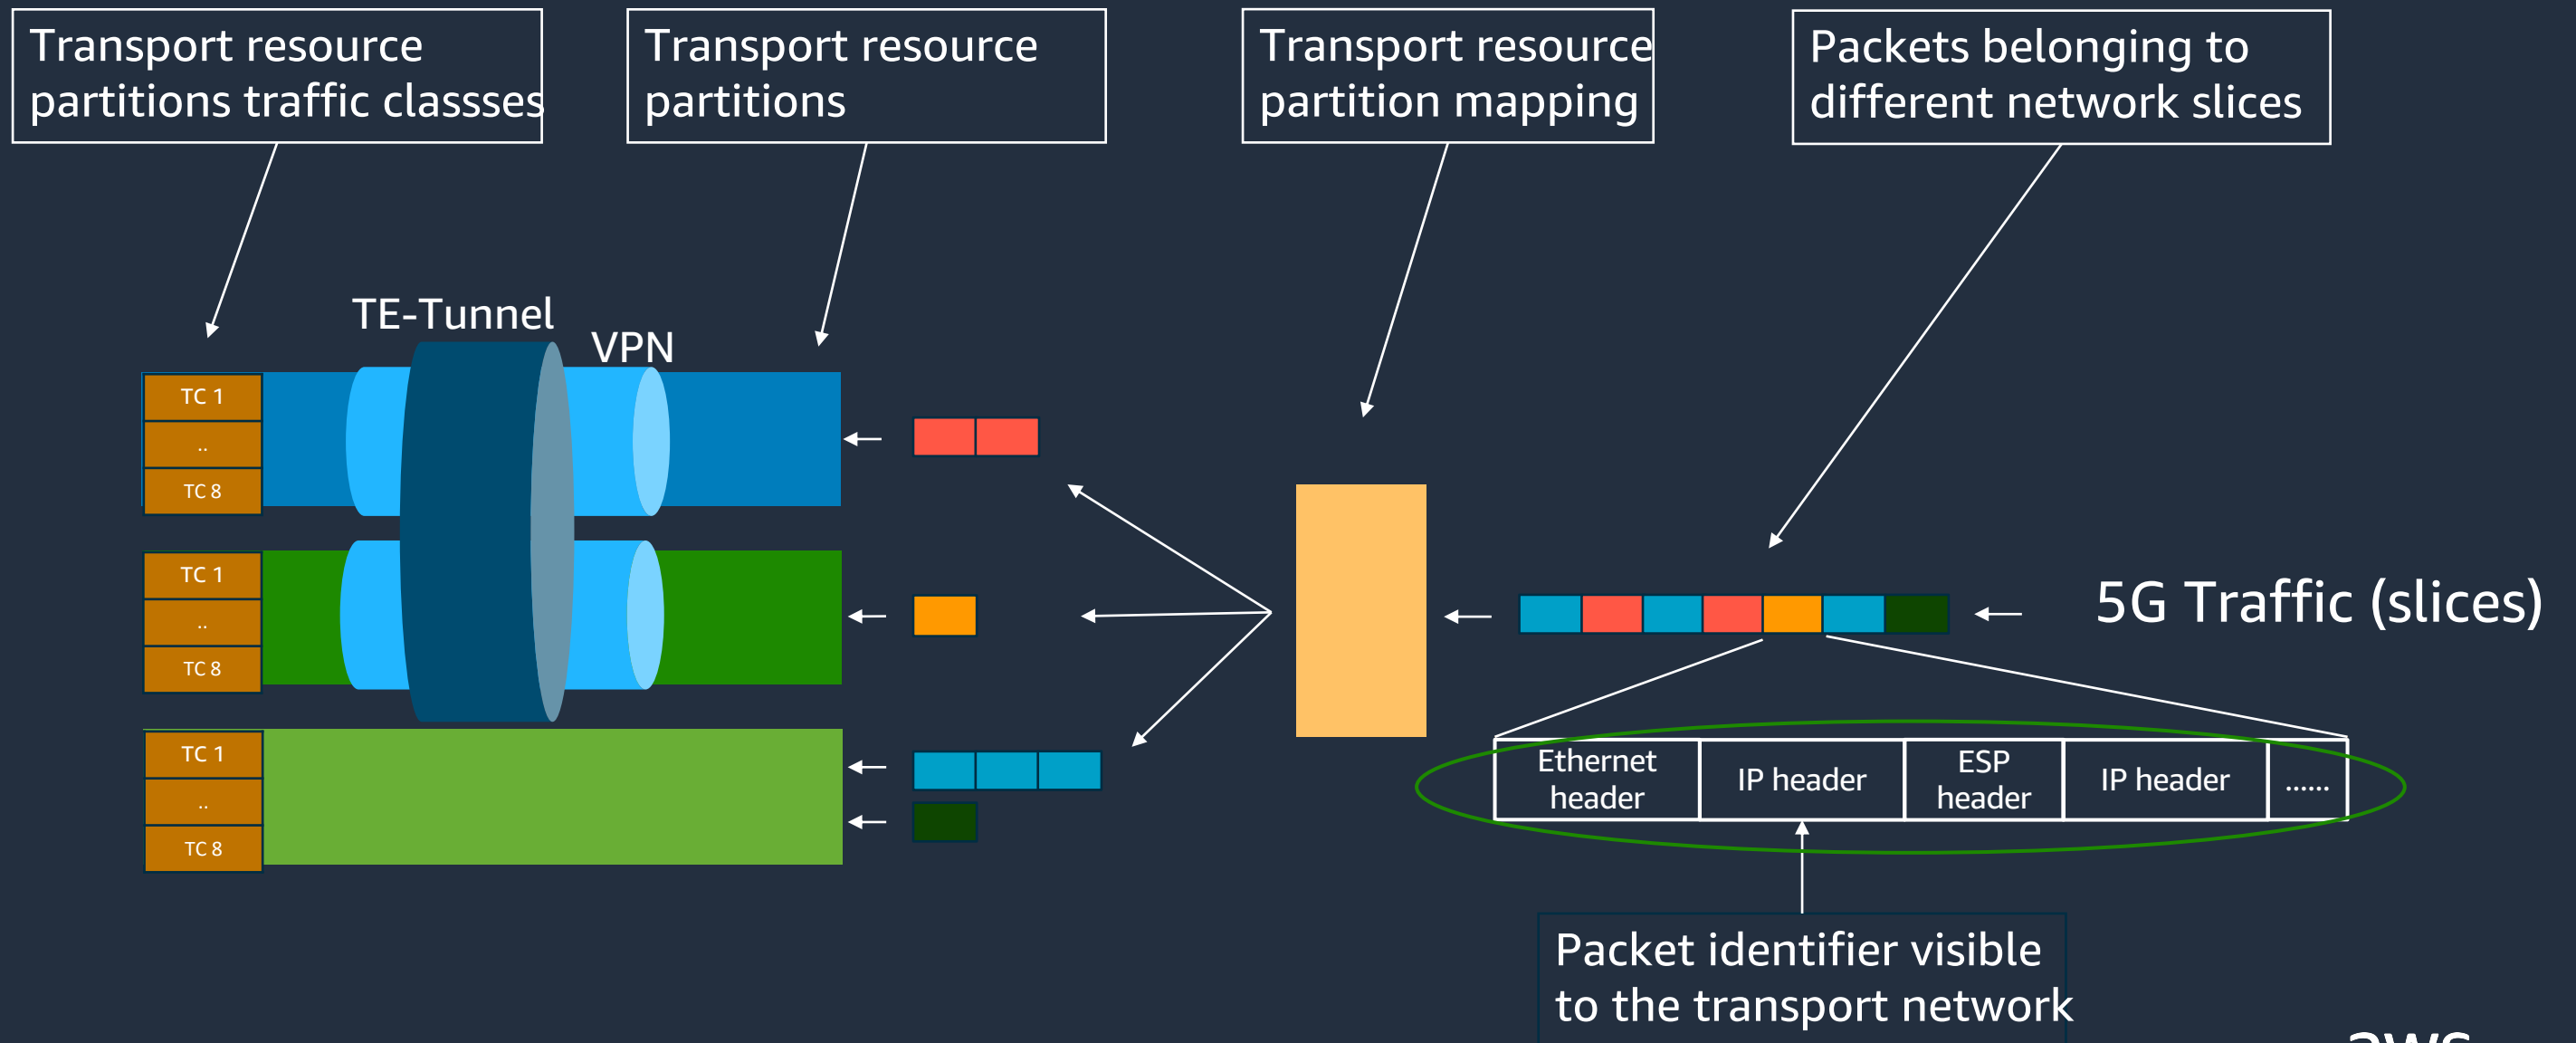 Transport resource
partitions traffic classses
Transport resource
partitions
Transport resource
partition mapping
Packets belonging to
different network slices
TE-Tunnel
VPN
TC 1
..
TC 8
TC 1
..
TC 8
TC 1
..
TC 8
5G Traffic (slices)
Ethernet
header
IP header
ESP
header
IP header
......
Packet identifier visible
to the transport network
aws